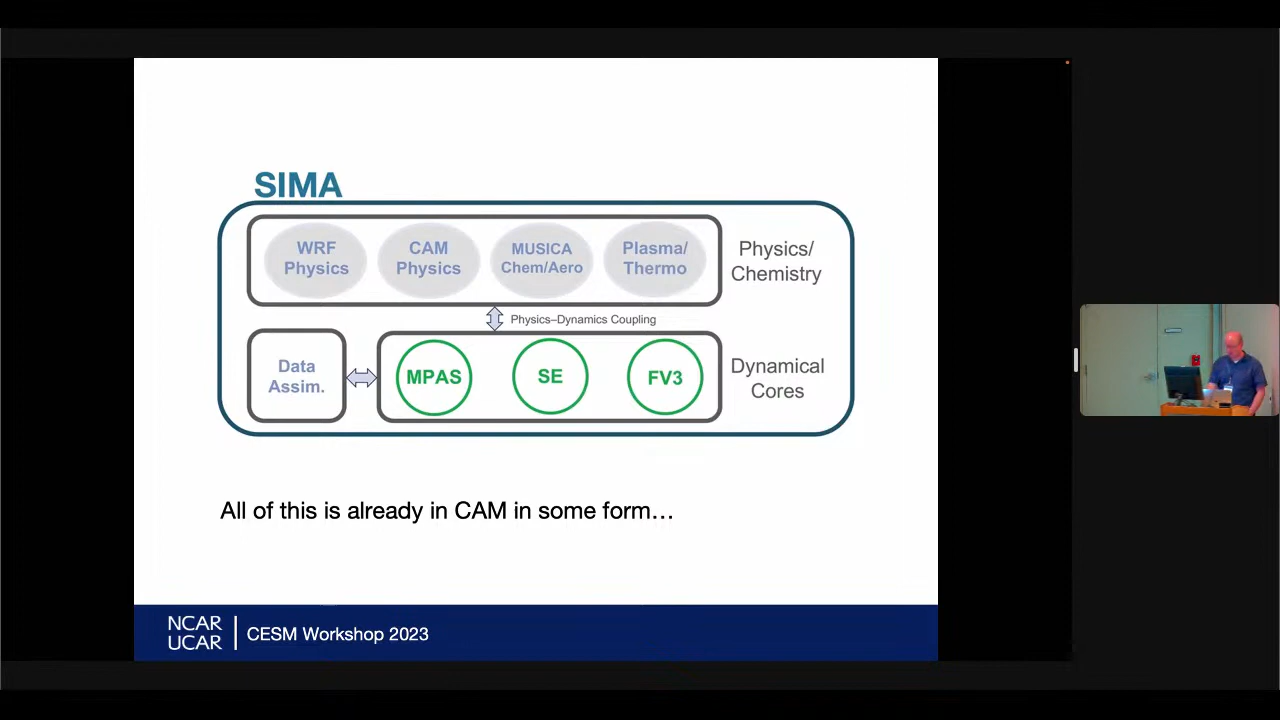 SIMA
WRF
Physics
CAM
Physics
MUSICA
Chem/Aero
Plasma/
Thermo
Physics/
Chemistry
Physics–Dynamics Coupling
Data
Assim.
MPAS
SE
FV3
Dynamical
Cores
All of this is already in CAM in some form…
NCAR
UCAR
CESM Workshop 2023